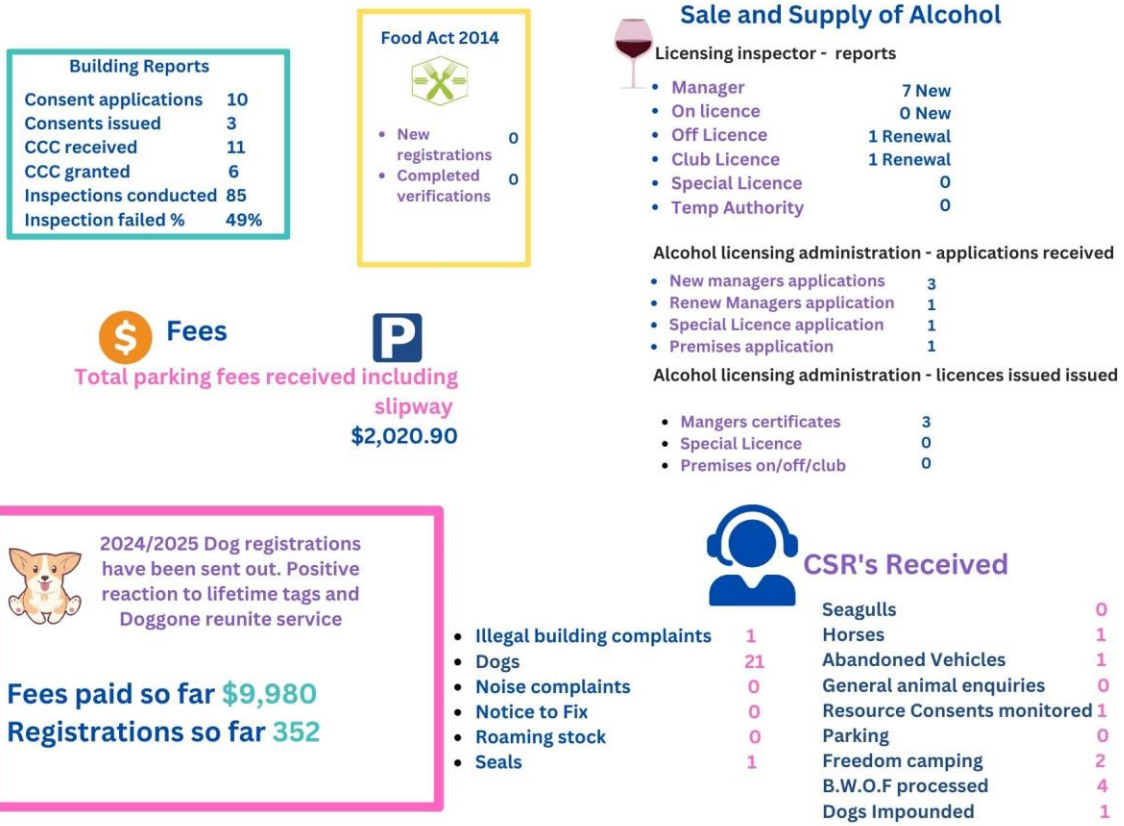 Building Reports
Consent applications 10
Consents issued 3
CCC received 11
CCC granted 6
Inspections conducted 85
Inspection failed % 49%
Food Act 2014
• New 0
registrations
• Completed 0
verifications
Sale and Supply of Alcohol
Licensing inspector - reports
• Manager 7 New
• On licence 0 New
• Off Licence 1 Renewal
• Club Licence 1 Renewal
• Special Licence 0
• Temp Authority 0
Alcohol licensing administration - applications received
• New managers applications 3
• Renew Managers application 1
• Special Licence application 1
• Premises application 1
Alcohol licensing administration - licences issued issued
• Mangers certificates 3
• Special Licence 0
• Premises on/off/club 0
$ Fees P
Total parking fees received including
slipway
$2,020.90
2024/2025 Dog registrations
have been sent out. Positive
reaction to lifetime tags and
Doggone reunite service
Fees paid so far $9,980
Registrations so far 352
CSR's Received
• Illegal building complaints 1
• Dogs 21
• Noise complaints 0
• Notice to Fix 0
• Roaming stock 0
• Seals 1
Seagulls 0
Horses 1
Abandoned Vehicles 1
General animal enquiries 0
Resource Consents monitored 1
Parking 0
Freedom camping 2
B.W.O.F processed 4
Dogs Impounded 1